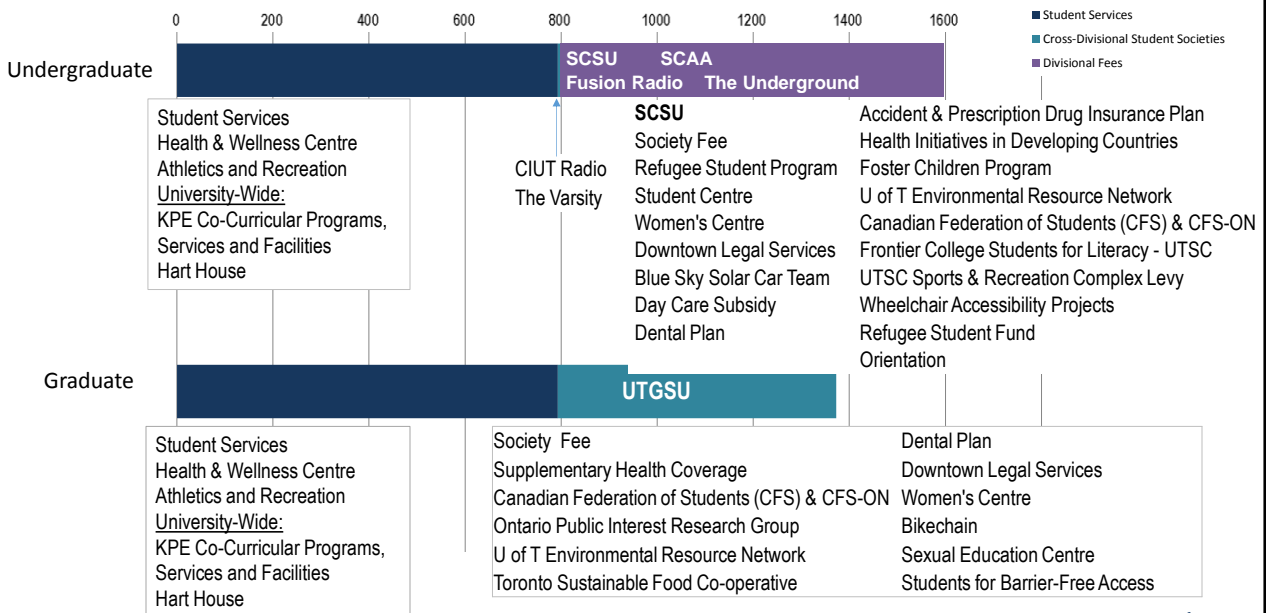 0 200 400 600 800 1000 1200 1400 1600
Student Services
Cross-Divisional Student Societies
Divisional Fees
Undergraduate
SCSU SCAA
Fusion Radio The Underground
Student Services
Health & Wellness Centre
Athletics and Recreation
University-Wide:
KPE Co-Curricular Programs,
Services and Facilities
Hart House
CIUT Radio
The Varsity
SCSU
Society Fee
Refugee Student Program
Student Centre
Women's Centre
Downtown Legal Services
Blue Sky Solar Car Team
Day Care Subsidy
Dental Plan
Accident & Prescription Drug Insurance Plan
Health Initiatives in Developing Countries
Foster Children Program
U of T Environmental Resource Network
Canadian Federation of Students (CFS) & CFS-ON
Frontier College Students for Literacy - UTSC
UTSC Sports & Recreation Complex Levy
Wheelchair Accessibility Projects
Refugee Student Fund
Orientation
Graduate
UTGSU
Student Services
Health & Wellness Centre
Athletics and Recreation
University-Wide:
KPE Co-Curricular Programs,
Services and Facilities
Hart House
Society Fee
Supplementary Health Coverage
Canadian Federation of Students (CFS) & CFS-ON
Ontario Public Interest Research Group
U of T Environmental Resource Network
Toronto Sustainable Food Co-operative
Dental Plan
Downtown Legal Services
Women's Centre
Bikechain
Sexual Education Centre
Students for Barrier-Free Access